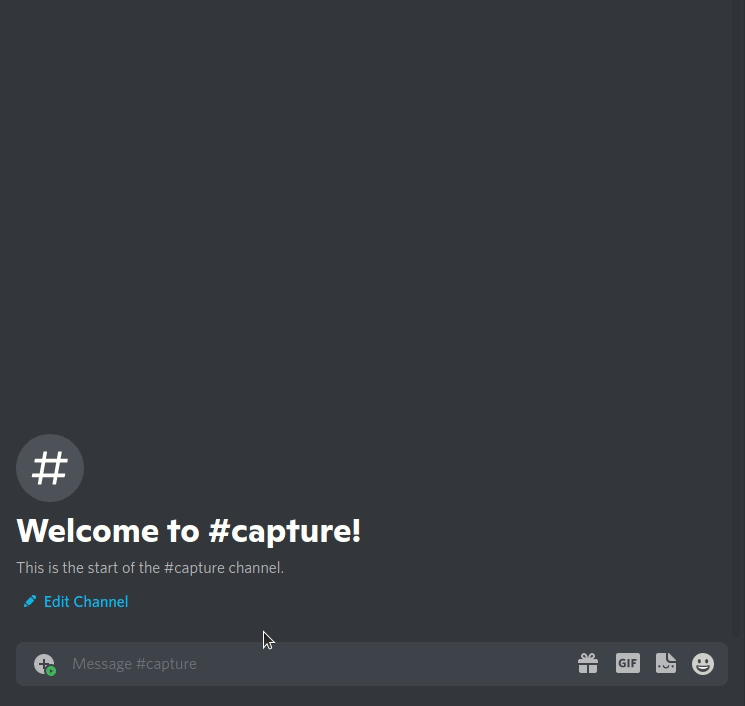 #
Welcome to #capture!
This is the start of the #capture channel.
Edit Channel
Message #capture
GIF